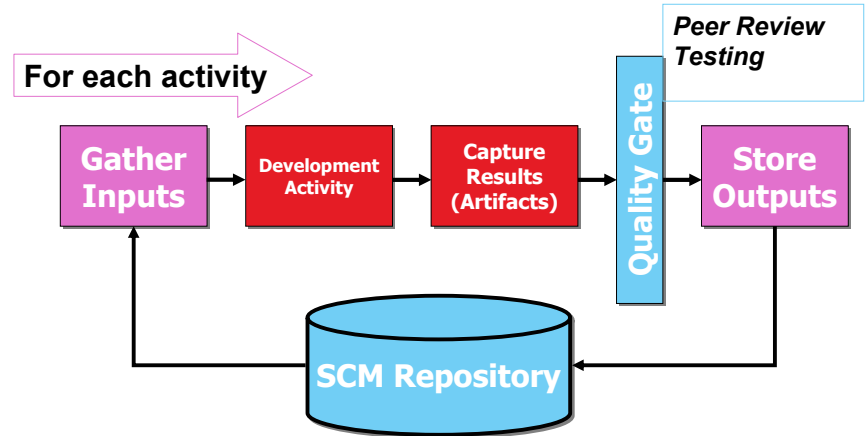 Peer Review
Testing
For each activity
Gather
Inputs
Development
Activity
Capture
Results
(Artifacts)
Quality Gate
Store
Outputs
SCM Repository